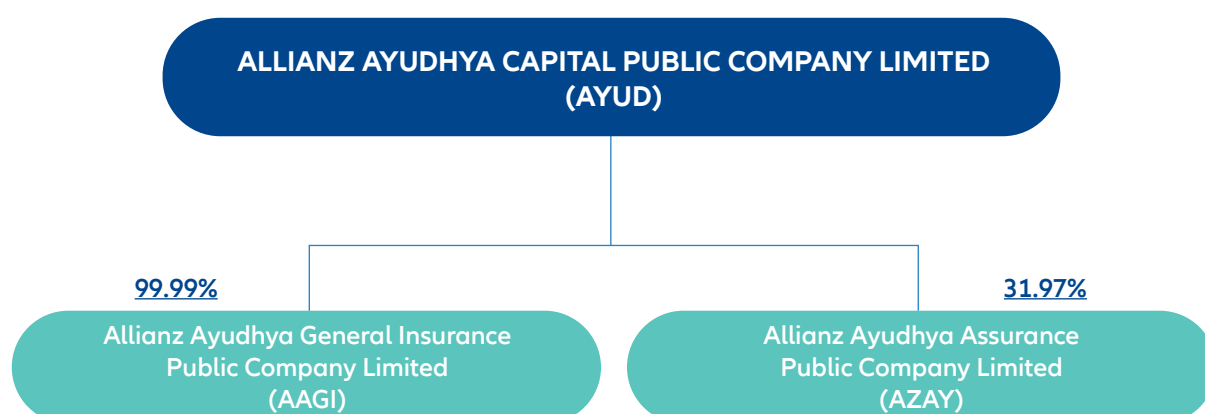 ALLIANZ AYUDHYA CAPITAL PUBLIC COMPANY LIMITED
(AYUD)
99.99%
31.97%
Allianz Ayudhya General Insurance
Public Company Limited
(AAGI)
Allianz Ayudhya Assurance
Public Company Limited
(AZAY)